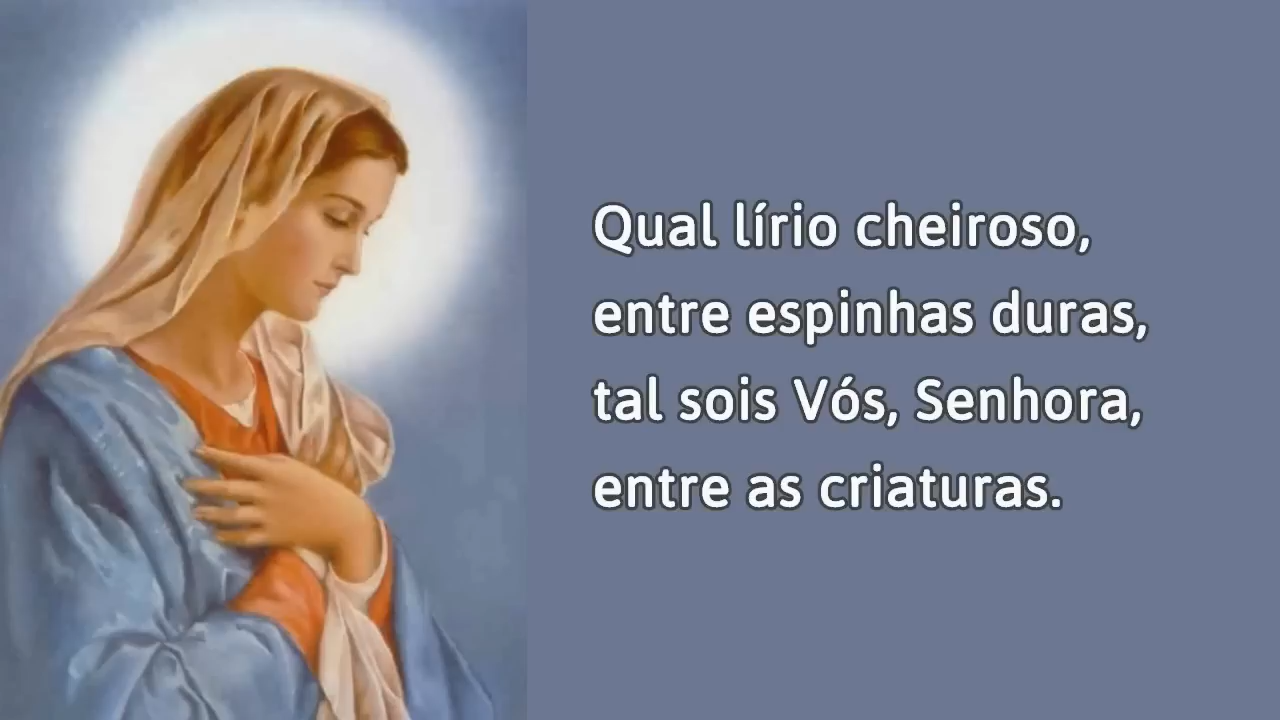 Qual lírio cheiroso,
entre espinhas duras,
tal sois Vós, Senhora,
entre as criaturas.